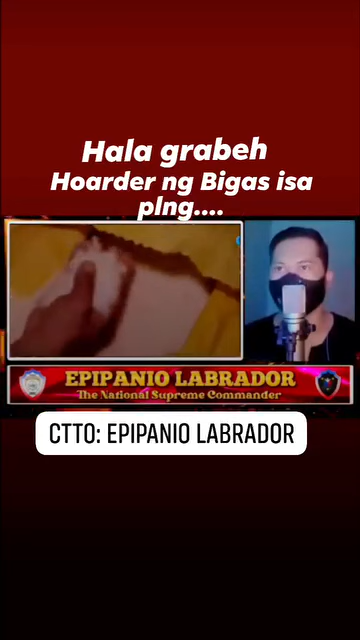 Hala grabeh
Hoarder ng Bigas isa
plng....
EPIPANIO LABRADOR
The National Supreme Commander
CTTO: EPIPANIO LABRADOR